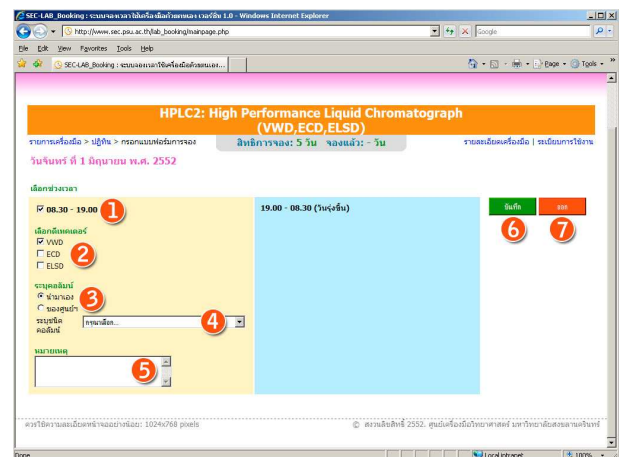 SEC-LAB_Booking : ระบบจองเวลาใช้เครื่องมือด้วยตนเอง เวอร์ชั่น 1.0 - Windows Internet Explorer
http://www.sec.psu.ac.th/lab_booking/mainpage.php
Google
File Edit View Favorites Tools Help
SEC-LAB_Booking : ระบบจองเวลาใช้เครื่องมือด้วยตนเอง...
Page Tools
HPLC2: High Performance Liquid Chromatograph
(VWD,ECD,ELSD)
รายการเครื่องมือ > ปฏิทิน > กรอกแบบฟอร์มการจอง
สิทธิการจอง: 5 วัน จองแล้ว: - วัน
รายละเอียดเครื่องมือ | ระเบียบการใช้งาน
วันจันทร์ ที่ 1 มิถุนายน พ.ศ. 2552
เลือกช่วงเวลา
08.30 - 19.00 1
19.00 - 08.30 (วันรุ่งขึ้น)
บันทึก ออก
6 7
เลือกดีเทคเตอร์
VWD
ECD 2
ELSD
ระบุคอลัมน์
นำมาเอง 3
ของศูนย์ฯ
ระบุชนิดคอลัมน์ กรุณาเลือก... 4
หมายเหตุ
5
ควรใช้ความละเอียดหน้าจออย่างน้อย: 1024x768 pixels
© สงวนลิขสิทธิ์ 2552. ศูนย์เครื่องมือวิทยาศาสตร์ มหาวิทยาลัยสงขลานครินทร์
Done
Local intranet
100%